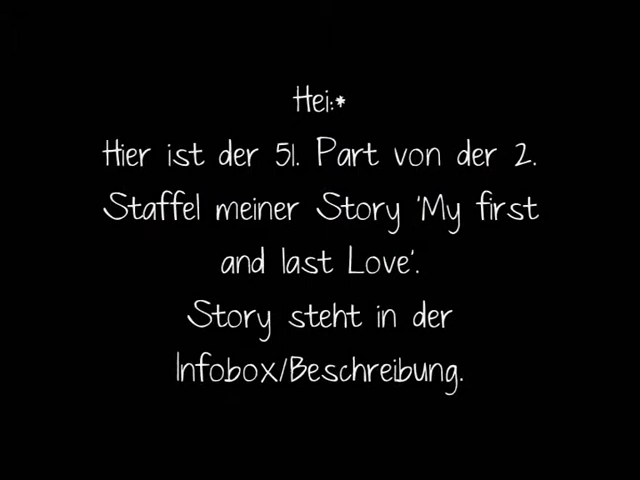 Hei:*
Hier ist der 51. Part von der 2.
Staffel meiner Story 'My first
and last Love'.
Story steht in der
Infobox/Beschreibung.